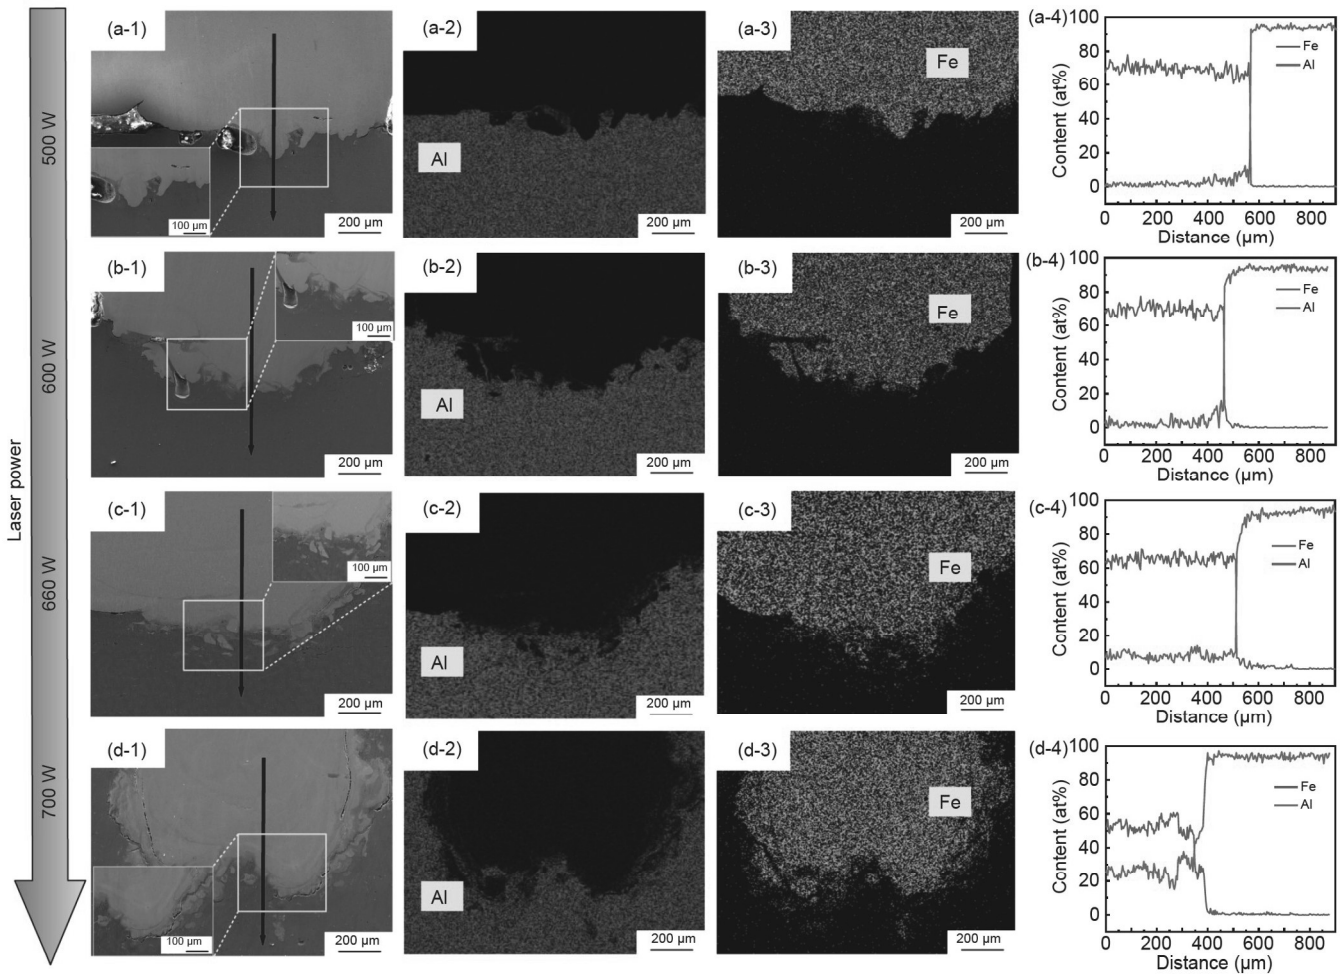 Laser power
500 W
600 W
660 W
700 W
(a-1)
100 µm
200 µm
(a-2)
Al
200 µm
(a-3)
Fe
200 µm
(a-4)
100
80
60
40
20
0
Content (at%)
Fe
Al
0 200 400 600 800
Distance (µm)
(b-1)
100 µm
200 µm
(b-2)
Al
200 µm
(b-3)
Fe
200 µm
(b-4)
100
80
60
40
20
0
Content (at%)
Fe
Al
0 200 400 600 800
Distance (µm)
(c-1)
100 µm
200 µm
(c-2)
Al
200 µm
(c-3)
Fe
200 µm
(c-4)
100
80
60
40
20
0
Content (at%)
Fe
Al
0 200 400 600 800
Distance (µm)
(d-1)
100 µm
200 µm
(d-2)
Al
200 µm
(d-3)
Fe
200 µm
(d-4)
100
80
60
40
20
0
Content (at%)
Fe
Al
0 200 400 600 800
Distance (µm)